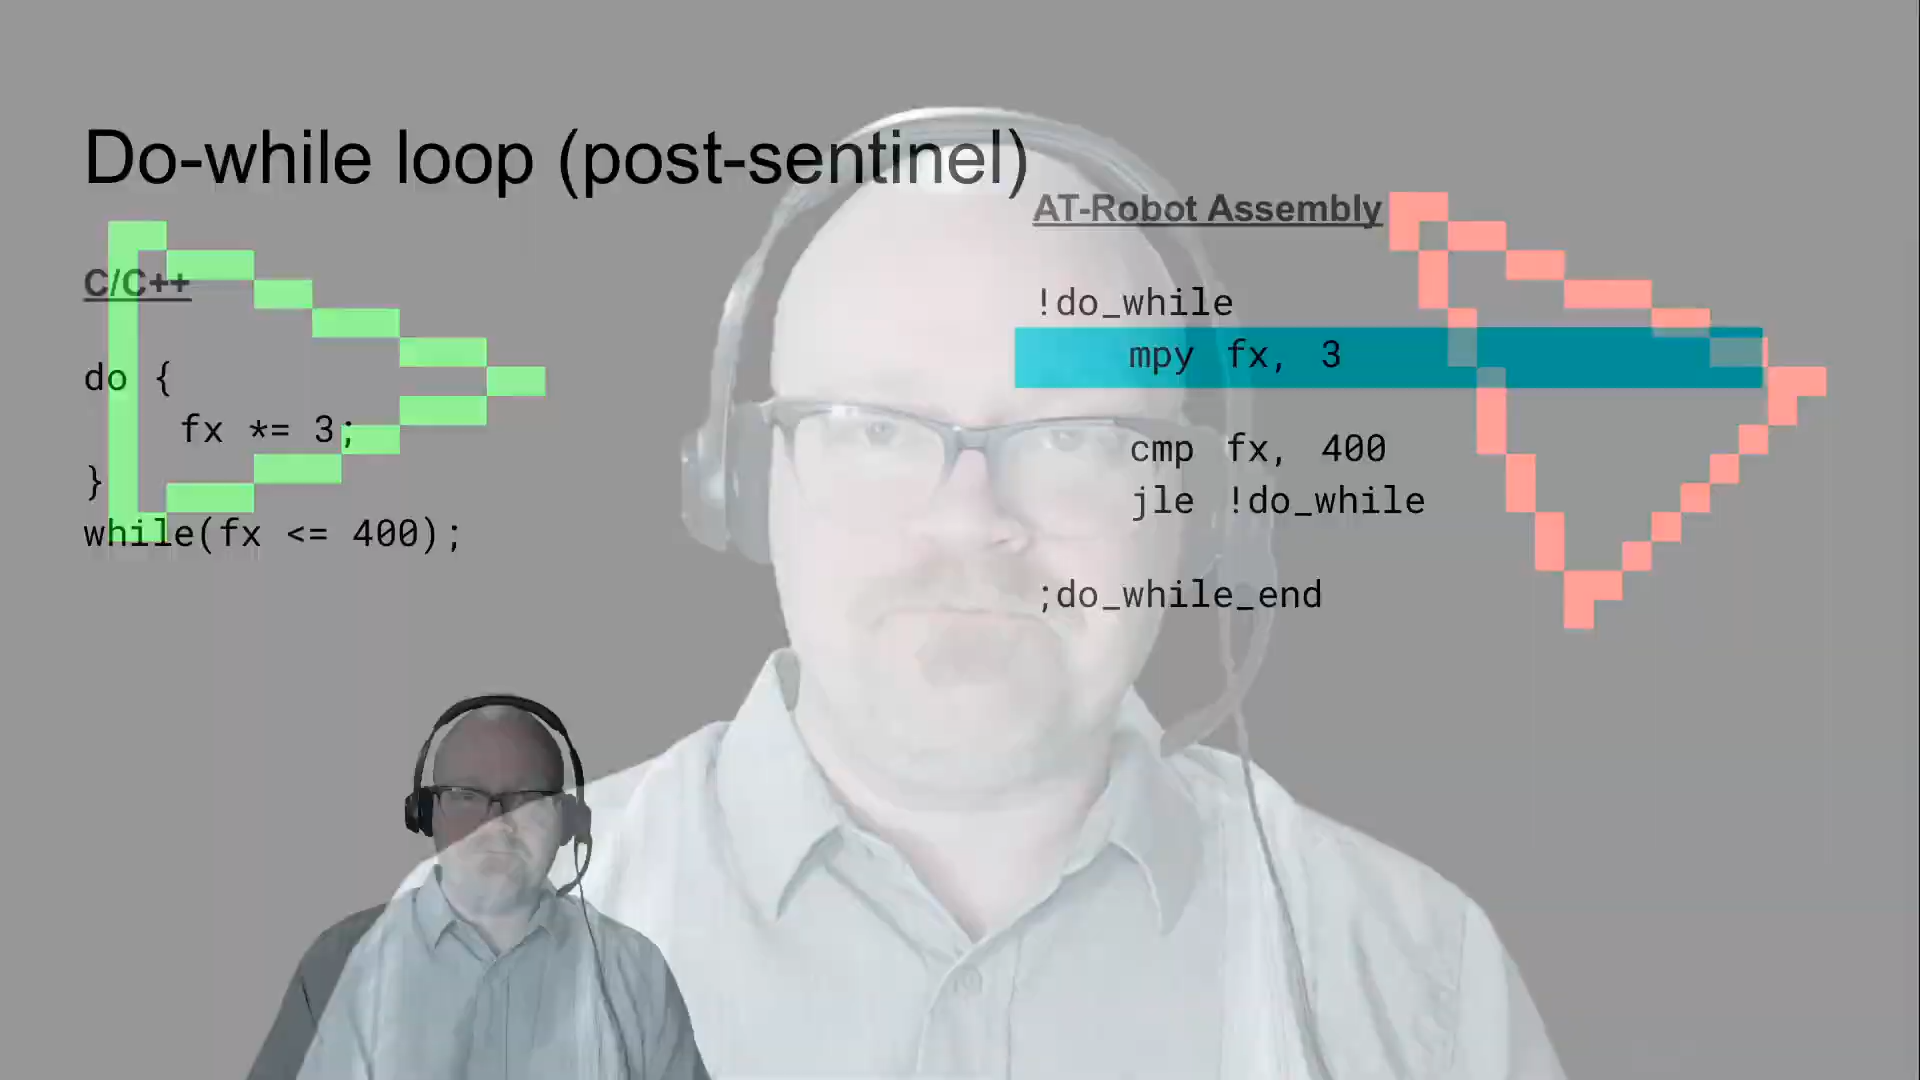 Do-while loop (post-sentinel)
C/C++
do {
fx *= 3;
}
while(fx <= 400);
AT-Robot Assembly
!do_while
mpy fx, 3
cmp fx, 400
jle !do_while
;do_while_end